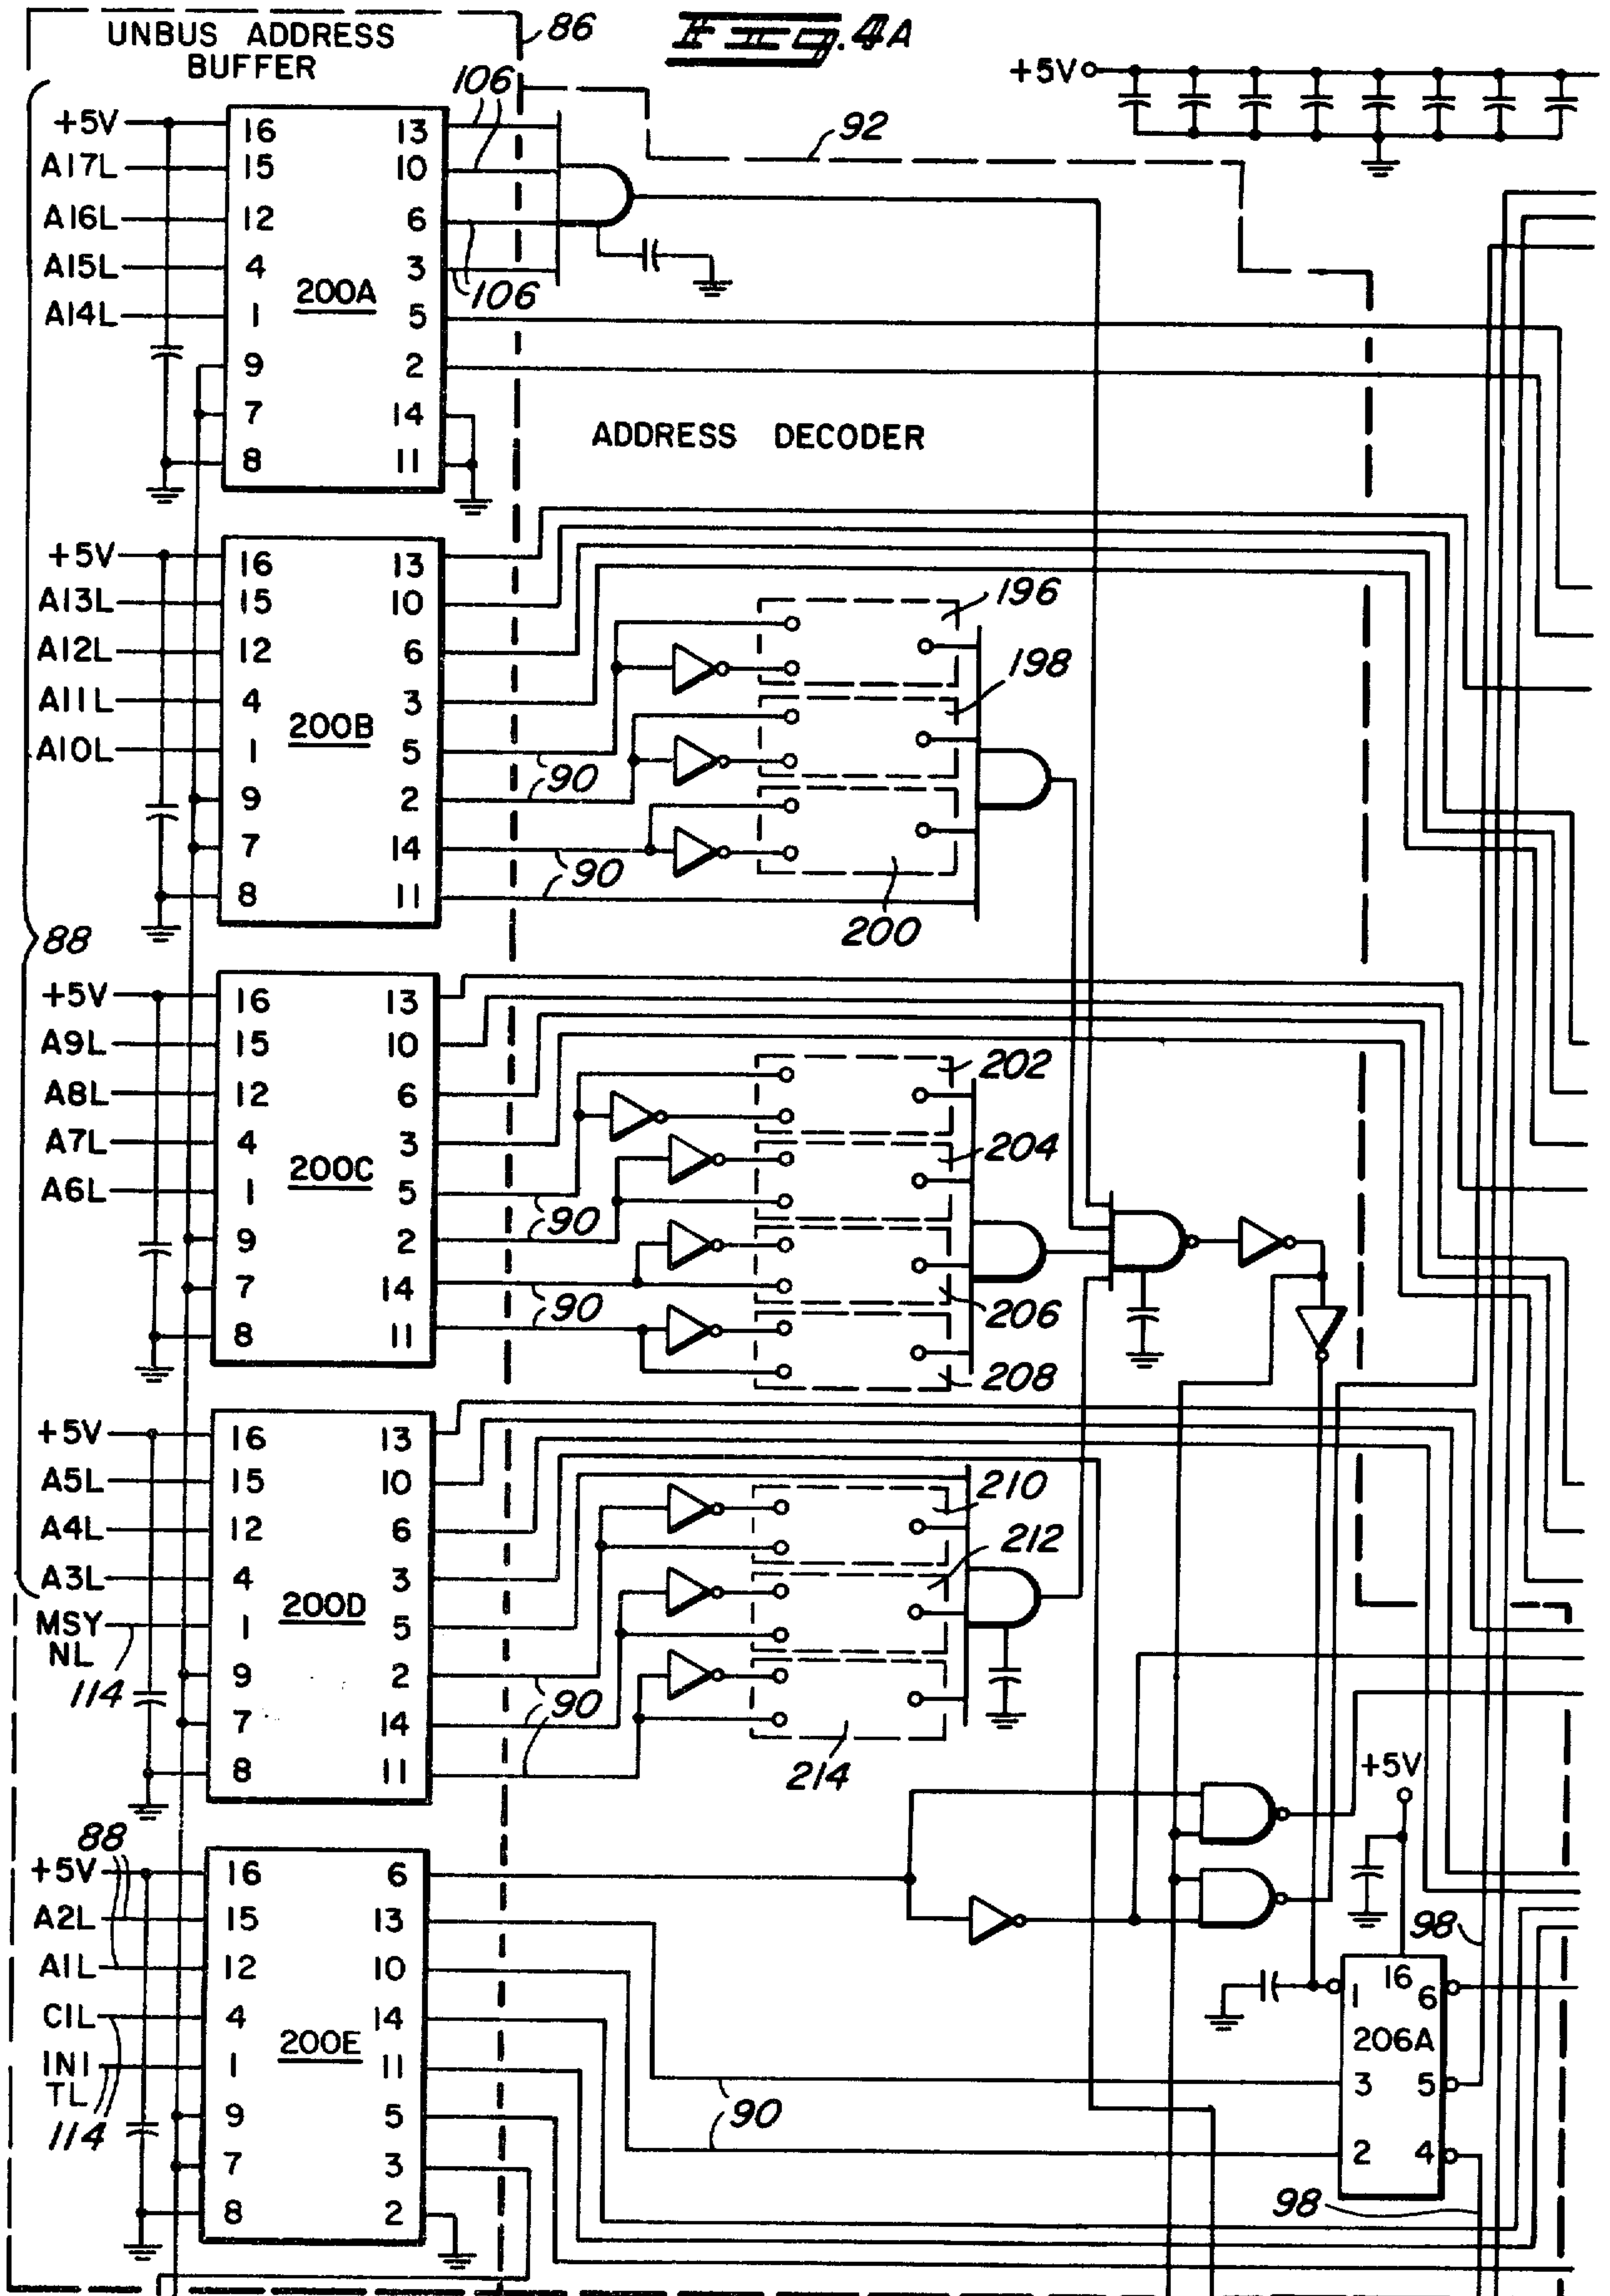 UNBUS ADDRESS
BUFFER
86
FIG. 4A
+5V
106
92
+5V
A17L
A16L
A15L
A14L
16
15
12
4
1
9
7
8
200A
13
10
6
3
5
2
14
11
106
ADDRESS DECODER
+5V
A13L
A12L
A11L
A10L
16
15
12
4
1
9
7
8
200B
13
10
6
3
5
2
14
11
90
90
196
198
200
88
+5V
A9L
A8L
A7L
A6L
16
15
12
4
1
9
7
8
200C
13
10
6
3
5
2
14
11
90
90
202
204
206
208
+5V
A5L
A4L
A3L
MSY
NL
114
16
15
12
4
1
9
7
8
200D
13
10
6
3
5
2
14
11
90
210
212
214
88
+5V
A2L
A1L
C1L
INI
TL
114
16
15
12
4
1
9
7
8
200E
6
13
10
14
11
5
3
2
90
+5V
98
16
1
6
206A
3
5
2
4
98